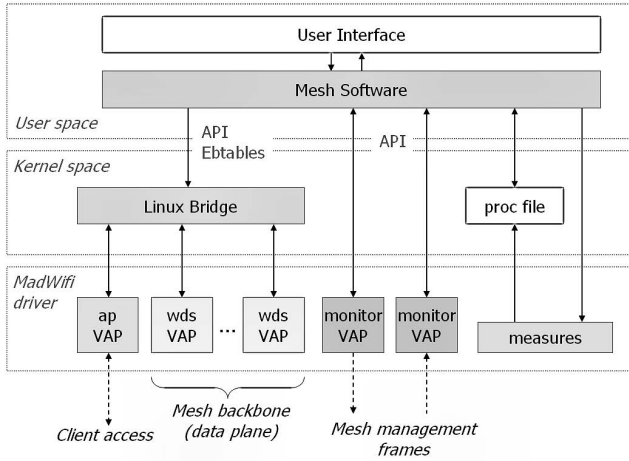 User Interface
Mesh Software
User space
API
Ebtables
API
Kernel space
Linux Bridge
proc file
MadWifi
driver
ap
VAP
wds
VAP
...
wds
VAP
monitor
VAP
monitor
VAP
measures
Client access
Mesh backbone
(data plane)
Mesh management
frames